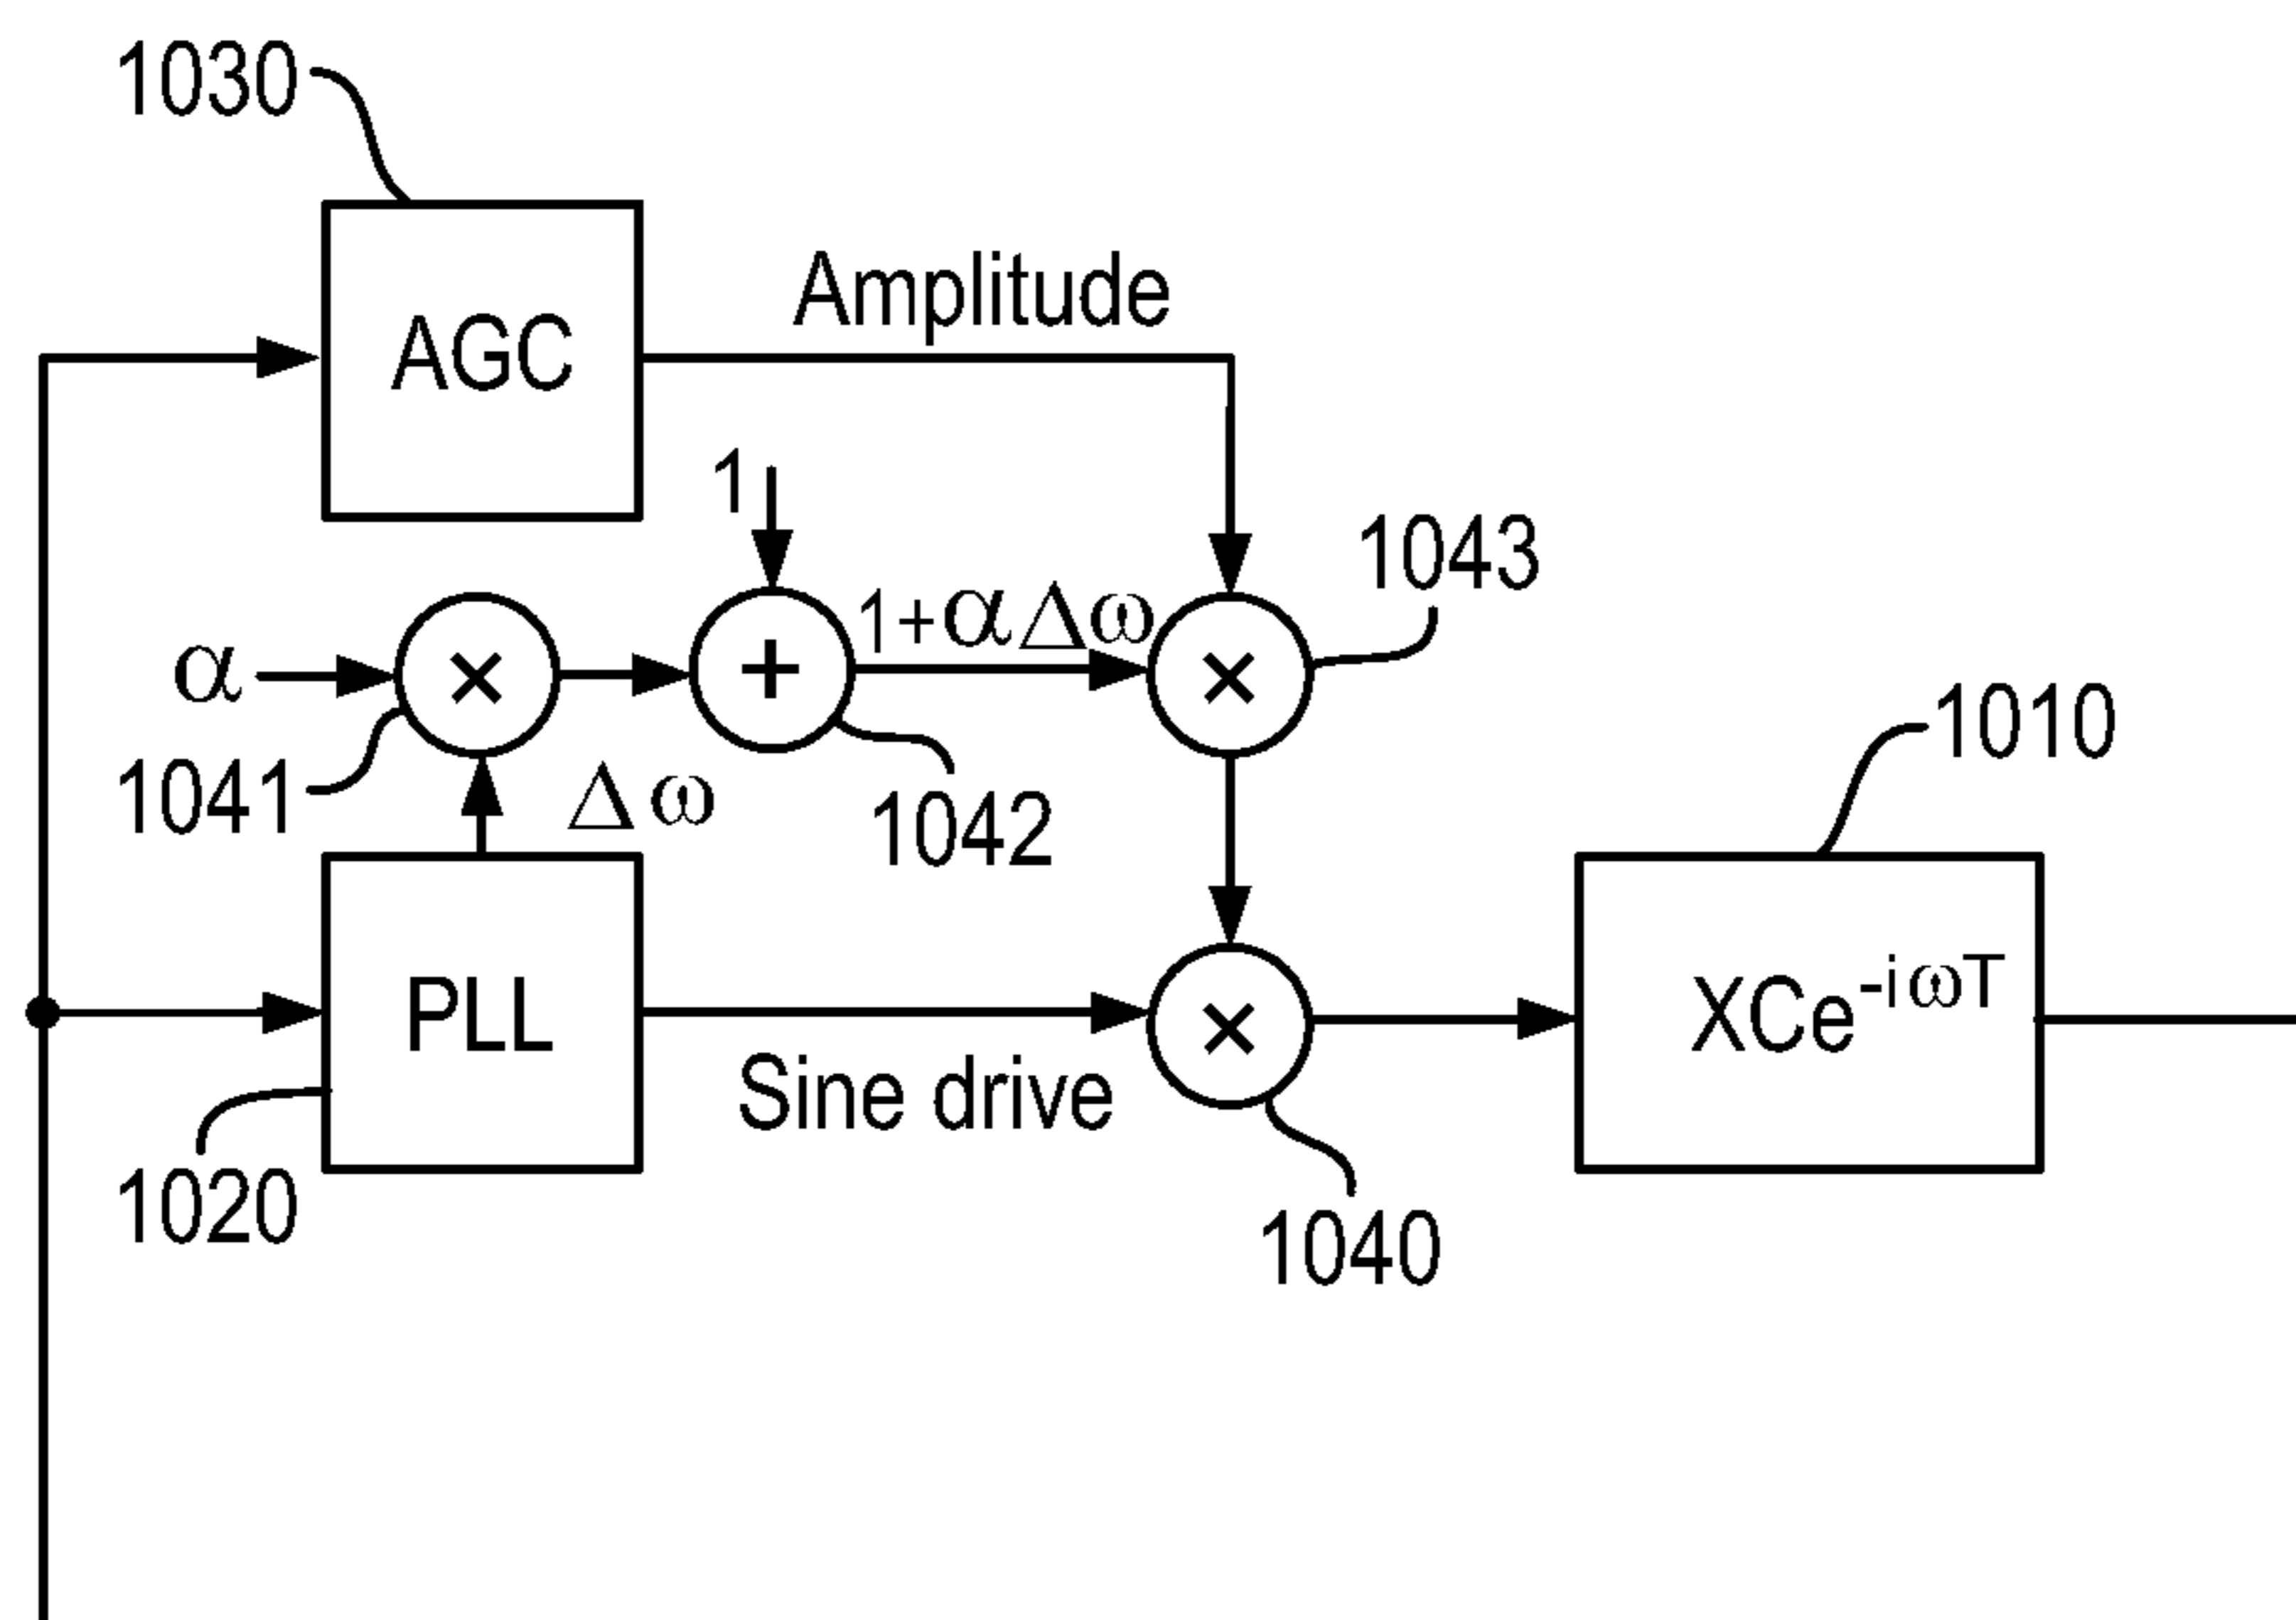 1030
AGC
Amplitude
1
1+αΔω
1043
α
×
+
×
1041
Δω
1042
1010
PLL
Sine drive
×
XCe^-iωT
1020
1040